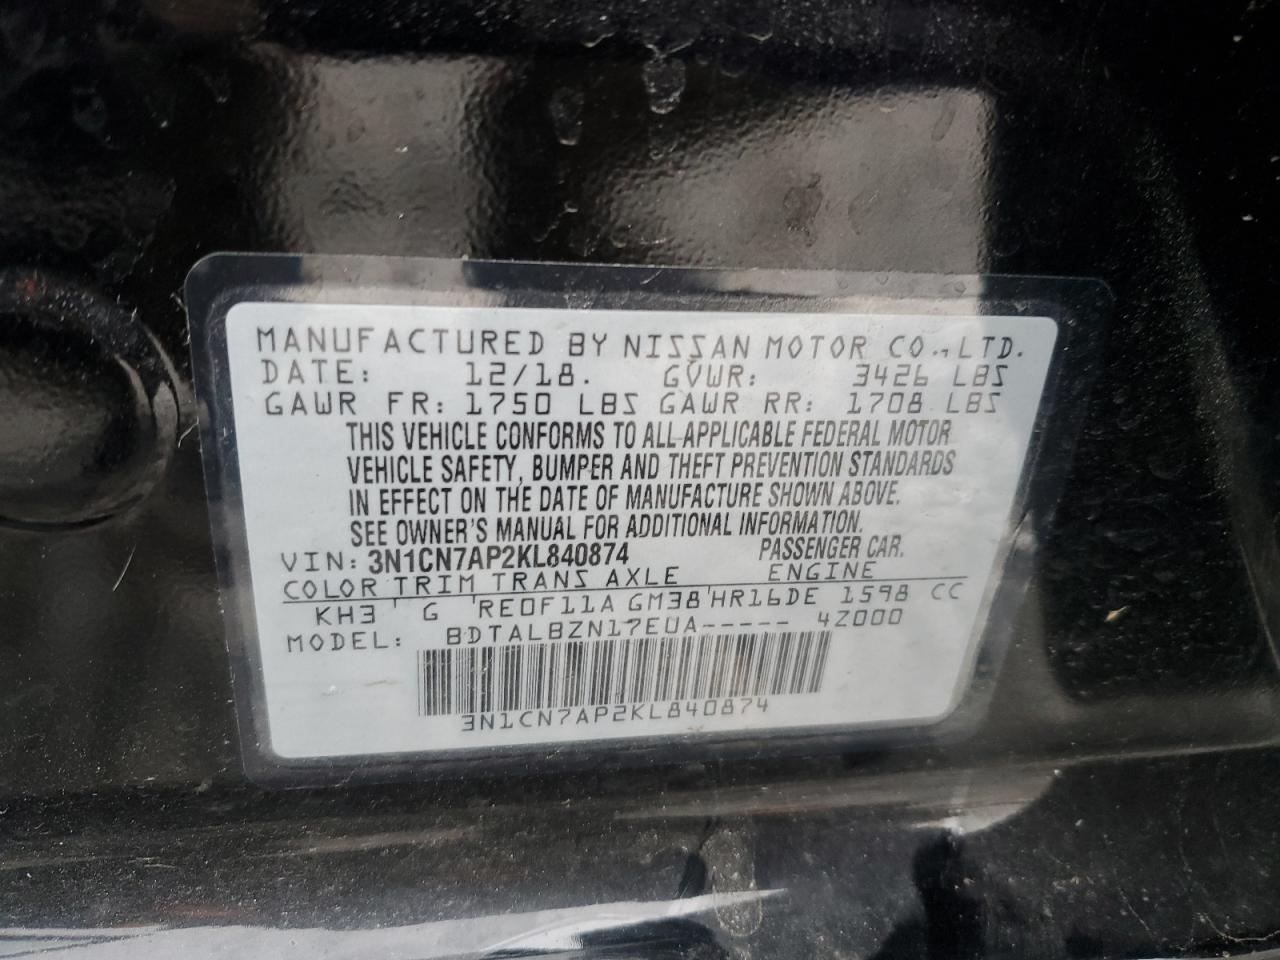 MANUFACTURED BY NISSAN MOTOR CO., LTD.
DATE: 12/18. GVWR: 3426 LBS
GAWR FR: 1750 LBS GAWR RR: 1708 LBS
THIS VEHICLE CONFORMS TO ALL APPLICABLE FEDERAL MOTOR
VEHICLE SAFETY, BUMPER AND THEFT PREVENTION STANDARDS
IN EFFECT ON THE DATE OF MANUFACTURE SHOWN ABOVE.
SEE OWNER'S MANUAL FOR ADDITIONAL INFORMATION.
VIN: 3N1CN7AP2KL840874 PASSENGER CAR.
COLOR TRIM TRANS AXLE ENGINE
KH3 ' G ' RE0F11A GM38 ' HR16DE 1598 CC
MODEL: BDTALBZN17EUA----- 4Z000
3N1CN7AP2KL840874